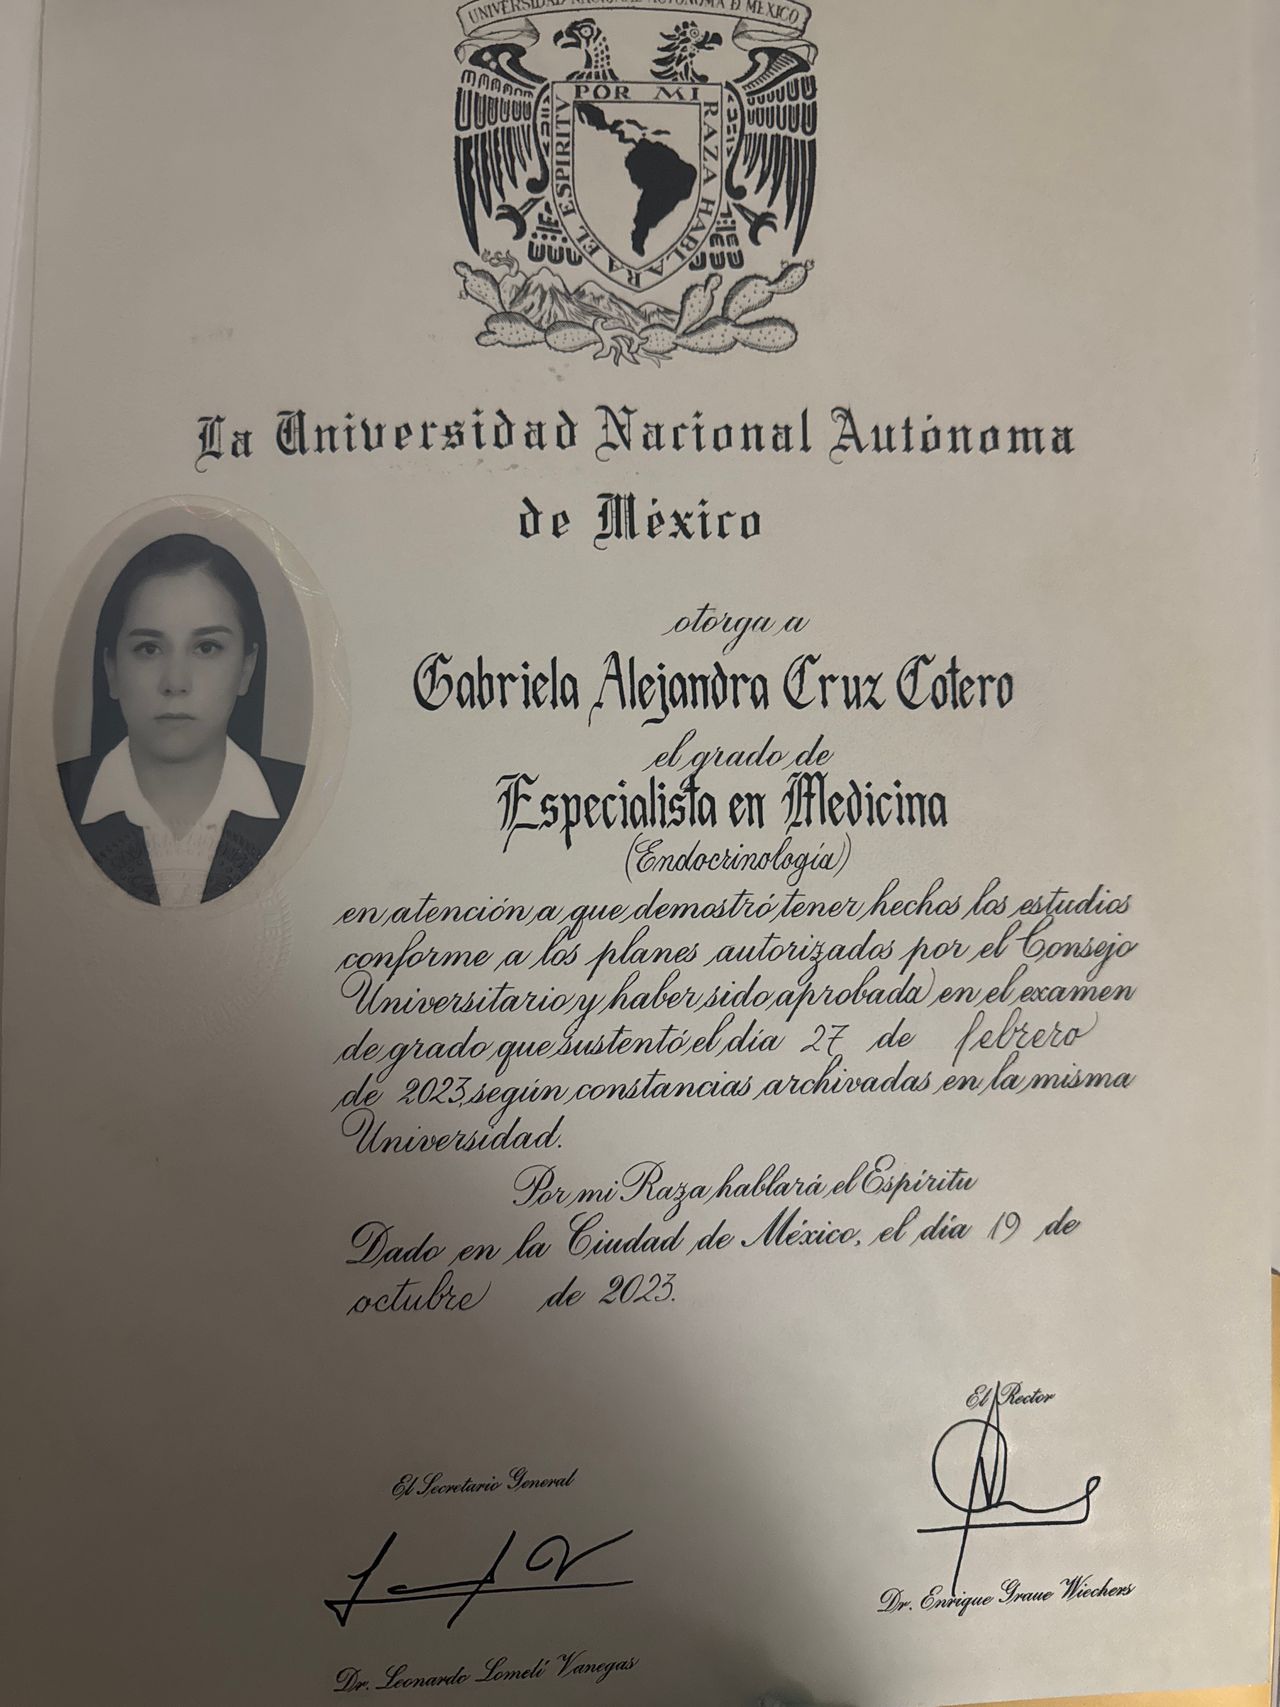 UNIVERSIDAD NACIONAL AUTONOMA D MEXICO
POR MI RAZA HABLARA EL ESPIRITV
La Universidad Nacional Autónoma
de México
otorga a
Gabriela Alejandra Cruz Cotero
el grado de
Especialista en Medicina
(Endocrinología)
en atención a que demostró tener hechos los estudios
conforme a los planes autorizados por el Consejo
Universitario y haber sido aprobada en el examen
de grado que sustentó el día 27 de febrero
de 2023, según constancias archivadas en la misma
Universidad.
Por mi Raza hablará el Espíritu
Dado en la Ciudad de México, el día 19 de
octubre de 2023.
El Rector
El Secretario General
Dr. Enrique Graue Wiechers
Dr. Leonardo Lomelí Vanegas